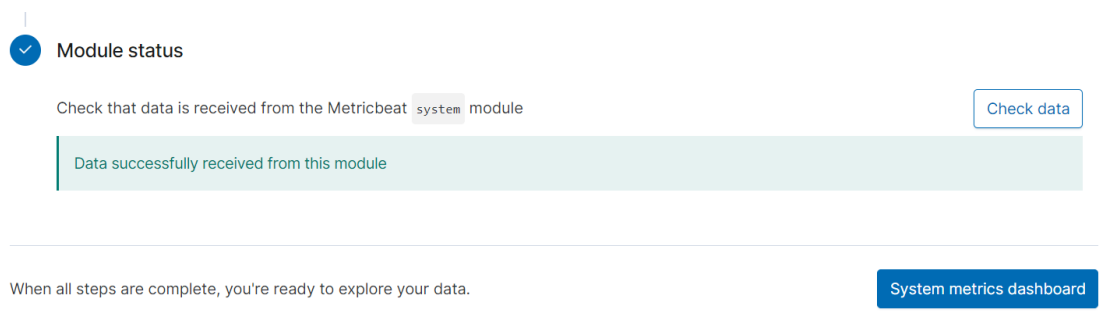 Module status
Check that data is received from the Metricbeat system module
Check data
Data successfully received from this module
When all steps are complete, you're ready to explore your data.
System metrics dashboard